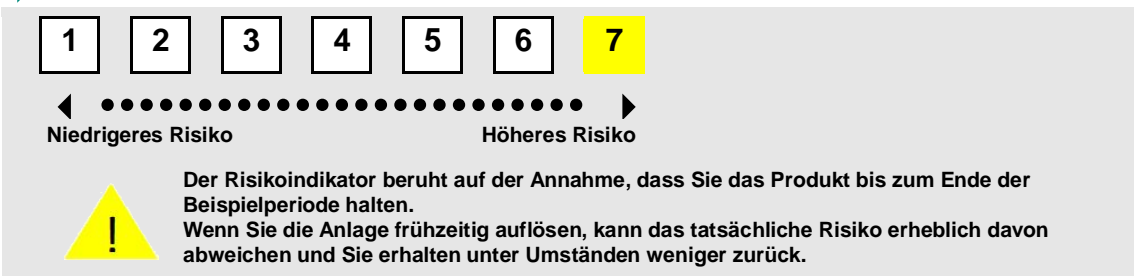 1 2 3 4 5 6 7
Niedrigeres Risiko Höheres Risiko
Der Risikoindikator beruht auf der Annahme, dass Sie das Produkt bis zum Ende der
Beispielperiode halten.
Wenn Sie die Anlage frühzeitig auflösen, kann das tatsächliche Risiko erheblich davon
abweichen und Sie erhalten unter Umständen weniger zurück.
!